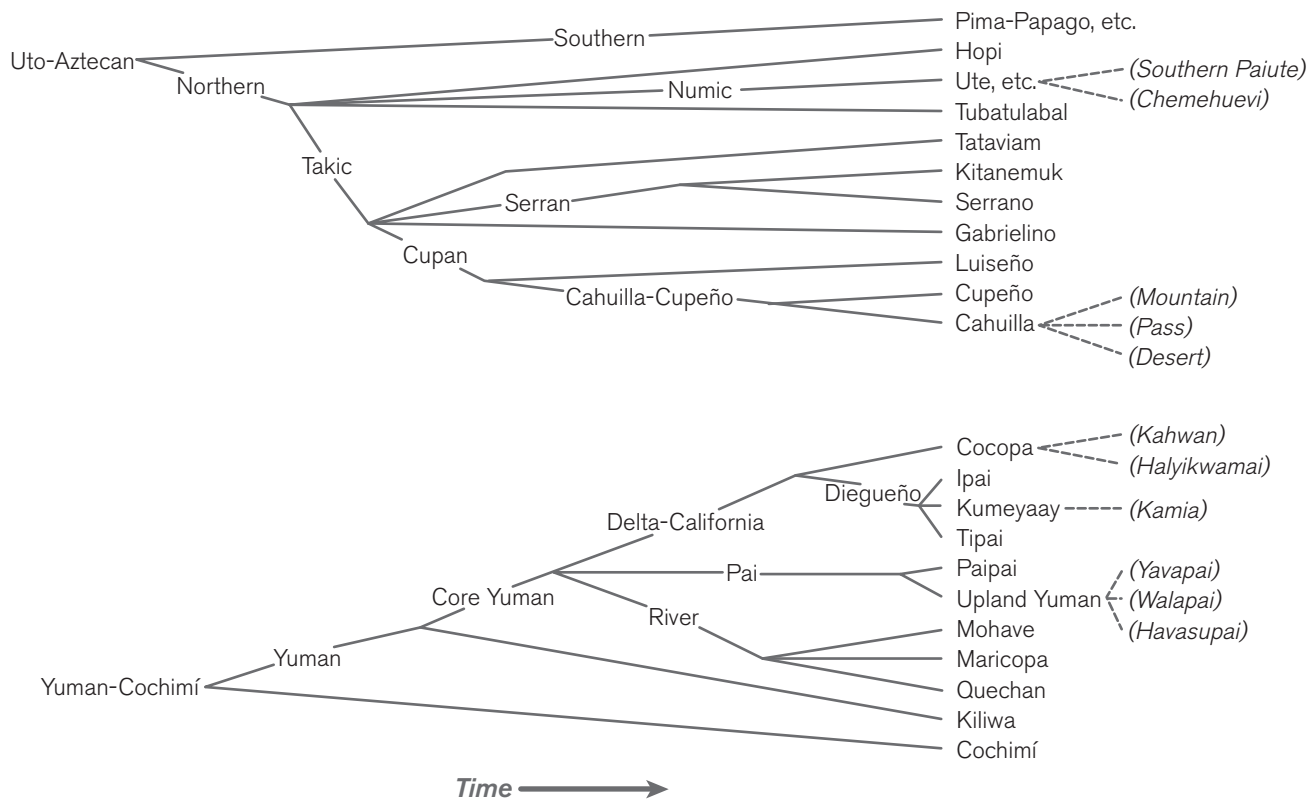 Pima-Papago, etc.
Southern
Hopi
Uto-Aztecan
(Southern Paiute)
Northern
Numic
Ute, etc.
(Chemehuevi)
Tubatulabal
Tataviam
Takic
Kitanemuk
Serran
Serrano
Gabrielino
Cupan
Luiseño
Cahuilla-Cupeño
Cupeño
(Mountain)
Cahuilla
(Pass)
(Desert)
Cocopa
(Kahwan)
(Halyikwamai)
Ipai
Diegueño
Kumeyaay
(Kamia)
Delta-California
Tipai
Pai
Paipai
(Yavapai)
Core Yuman
Upland Yuman
(Walapai)
River
Mohave
(Havasupai)
Yuman
Maricopa
Yuman-Cochimí
Quechan
Kiliwa
Cochimí
Time